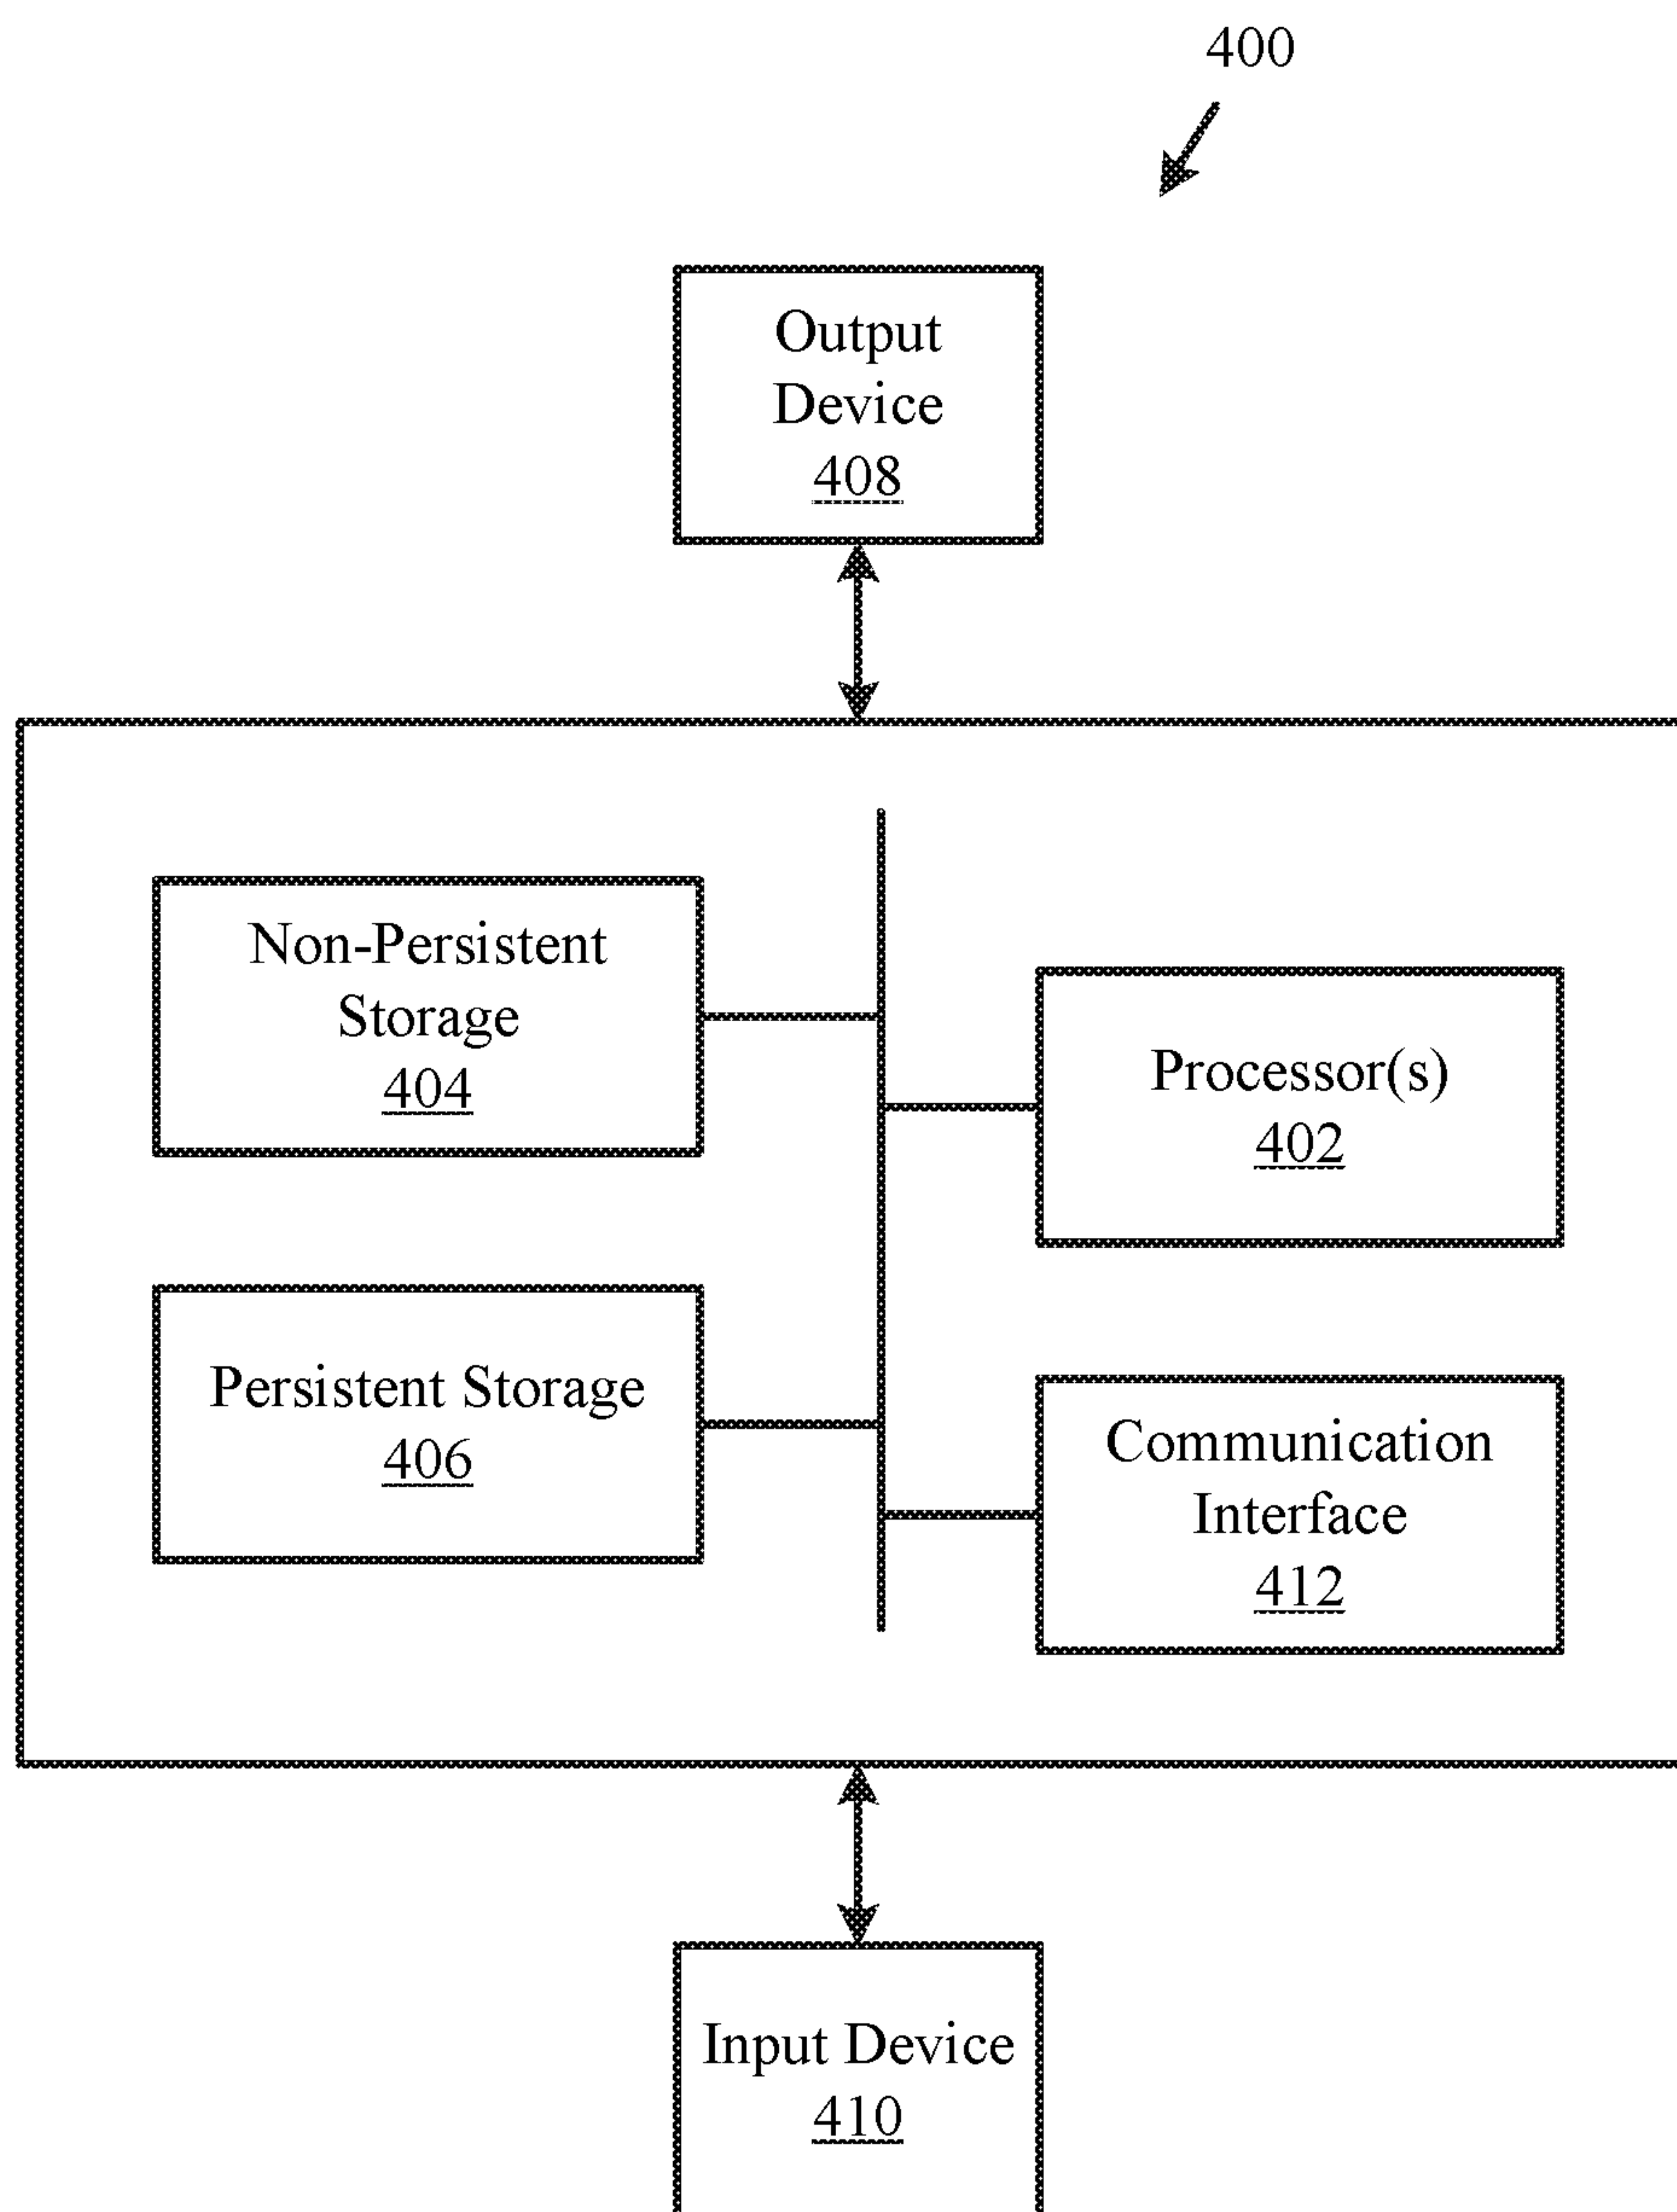 400
Output
Device
408
Non-Persistent
Storage
404
Processor(s)
402
Persistent Storage
406
Communication
Interface
412
Input Device
410